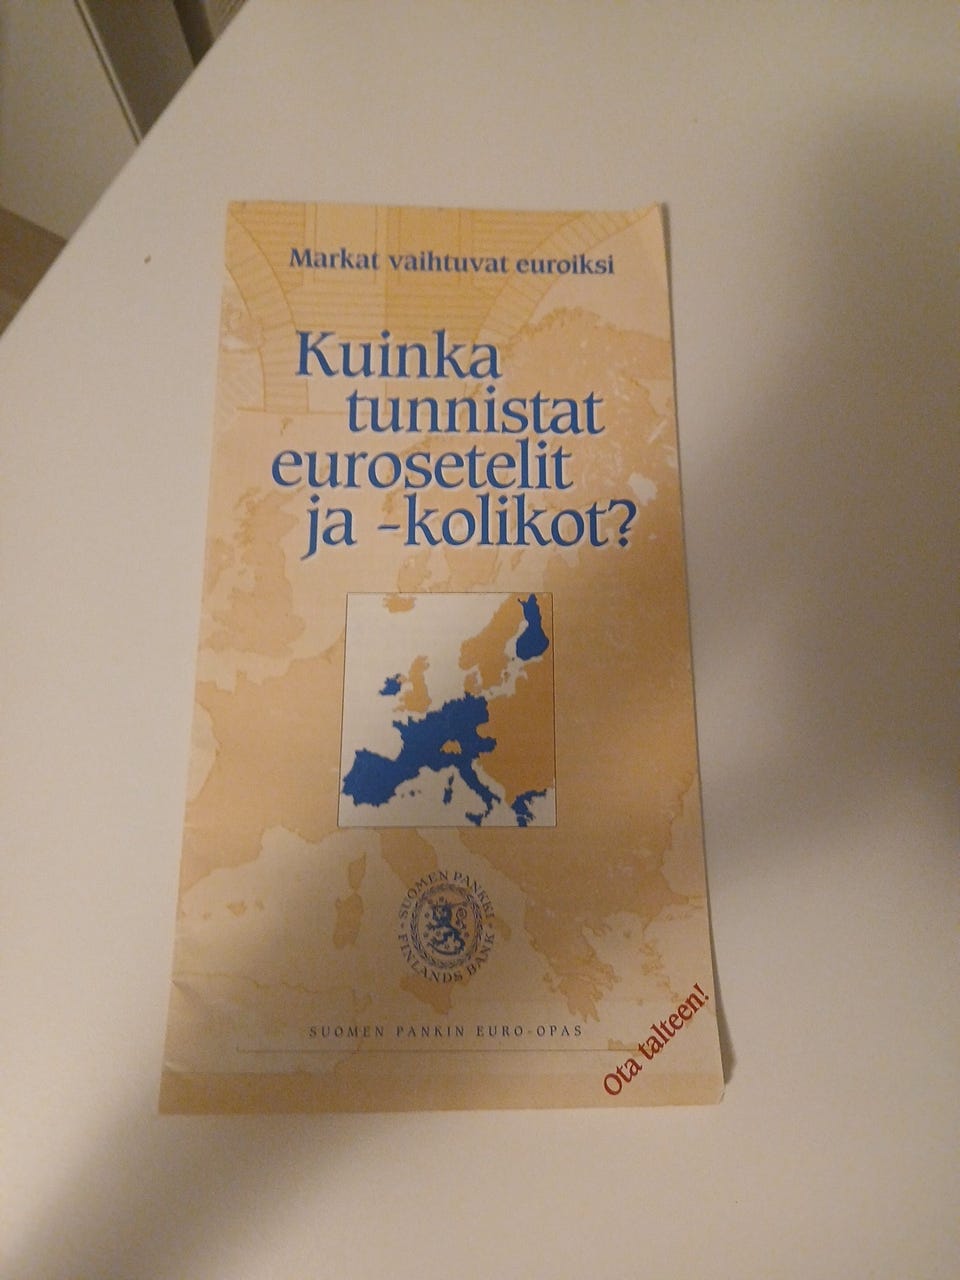 Markat vaihtuvat euroiksi
Kuinka
tunnistat
eurosetelit
ja -kolikot?
SUOMEN PANKKI
FINLANDS BANK
SUOMEN PANKIN EURO-OPAS
Ota talteen!